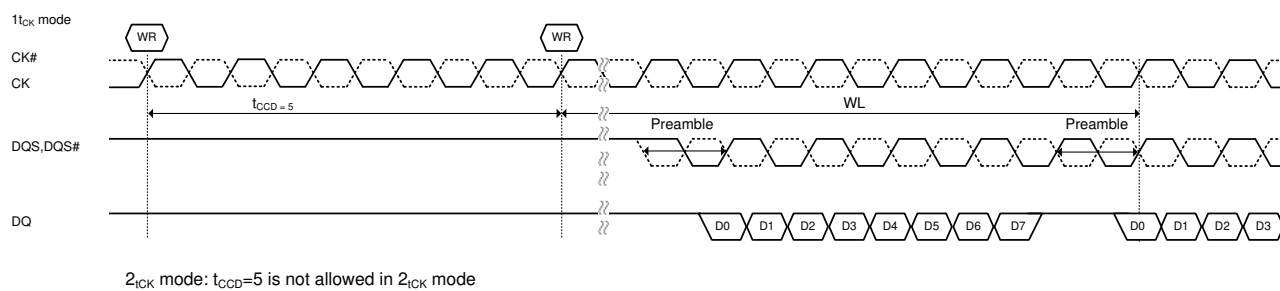 1tCK mode
WR WR
CK#
CK
tCCD = 5 WL
Preamble Preamble
DQS,DQS#
DQ D0 D1 D2 D3 D4 D5 D6 D7 D0 D1 D2 D3
2tCK mode: tCCD=5 is not allowed in 2tCK mode